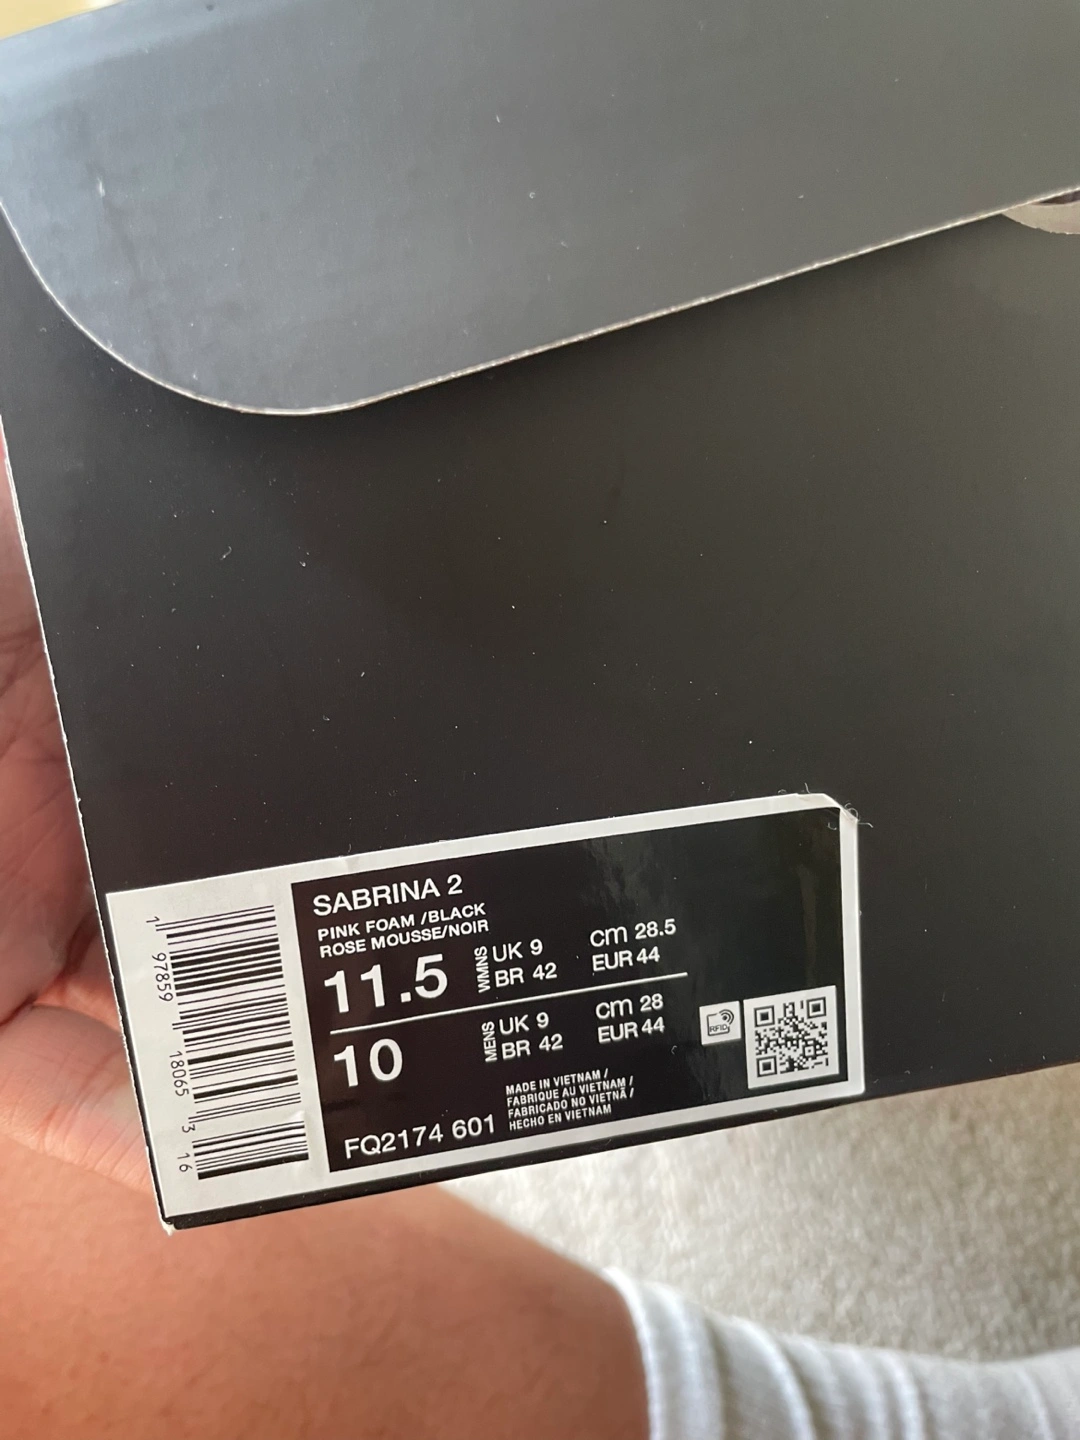 SABRINA 2
PINK FOAM /BLACK
ROSE MOUSSE/NOIR
11.5
WMNS
UK 9
BR 42
cm 28.5
EUR 44
10
MENS
UK 9
BR 42
cm 28
EUR 44
RFID
MADE IN VIETNAM /
FABRIQUE AU VIETNAM /
FABRICADO NO VIETNÃ /
HECHO EN VIETNAM
FQ2174 601
1 97859 18065 3 16